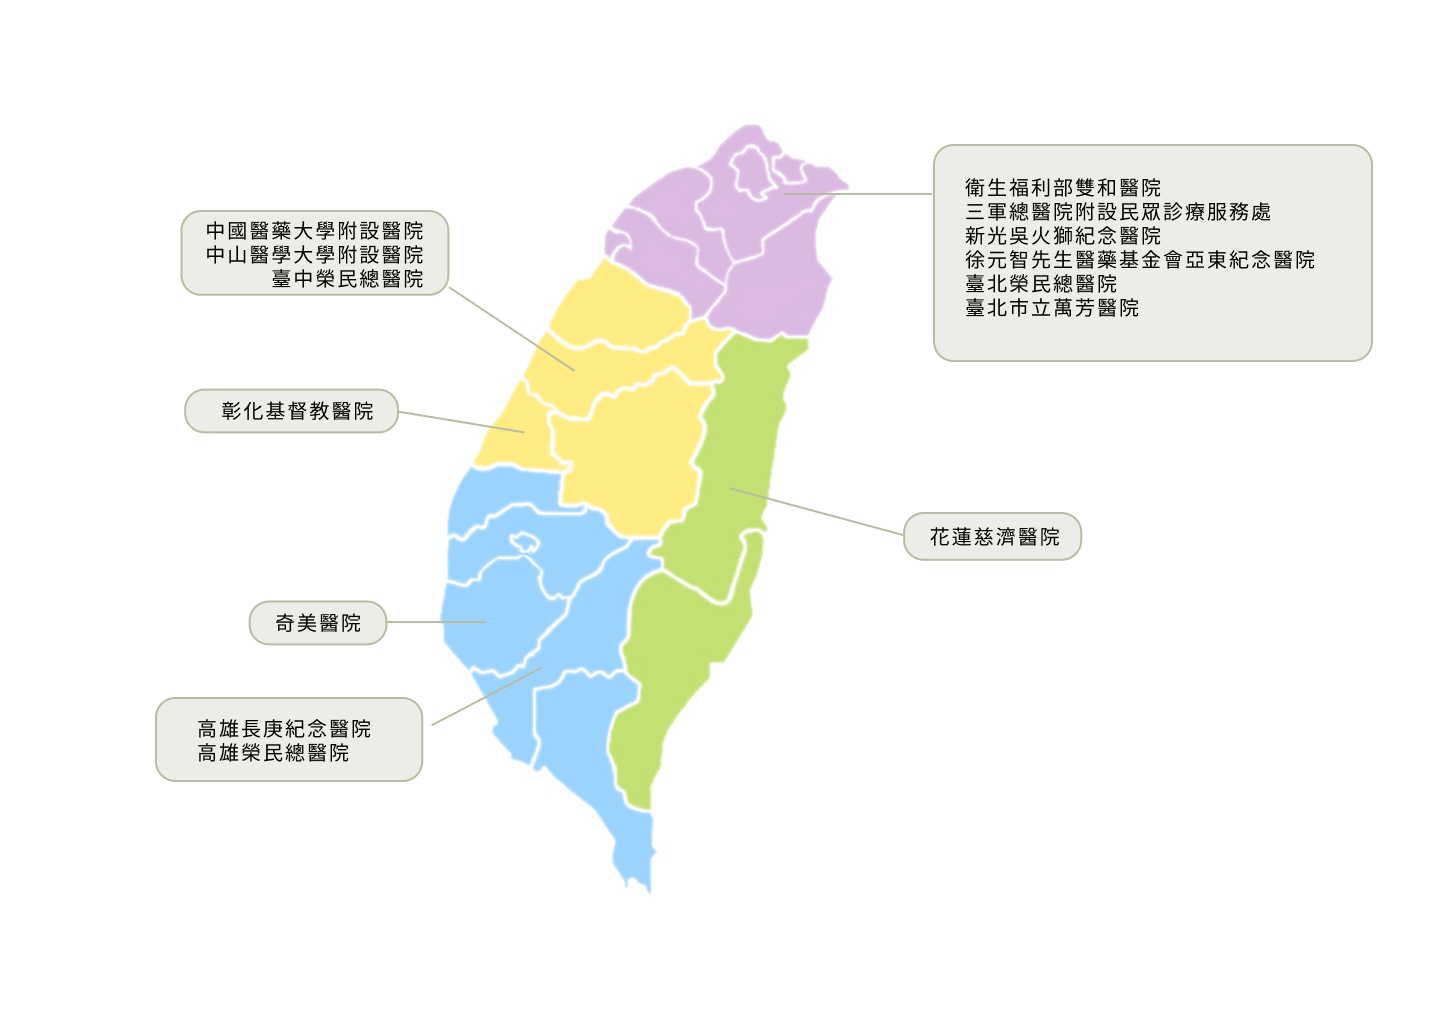 衛生福利部雙和醫院
三軍總醫院附設民眾診療服務處
新光吳火獅紀念醫院
徐元智先生醫藥基金會亞東紀念醫院
臺北榮民總醫院
臺北市立萬芳醫院
中國醫藥大學附設醫院
中山醫學大學附設醫院
臺中榮民總醫院
彰化基督教醫院
花蓮慈濟醫院
奇美醫院
高雄長庚紀念醫院
高雄榮民總醫院